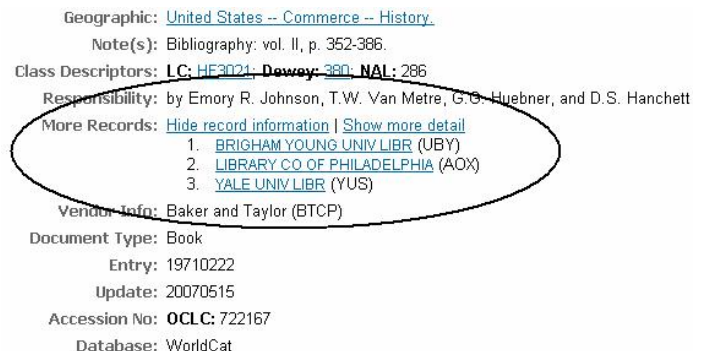 Geographic: United States -- Commerce -- History.
Note(s): Bibliography: vol. II, p. 352-386.
Class Descriptors: LC: HF3021; Dewey: 380; NAL: 286
Responsibility: by Emory R. Johnson, T.W. Van Metre, G.G. Huebner, and D.S. Hanchett
More Records: Hide record information | Show more detail
1. BRIGHAM YOUNG UNIV LIBR (UBY)
2. LIBRARY CO OF PHILADELPHIA (AOX)
3. YALE UNIV LIBR (YUS)
Vendor Info: Baker and Taylor (BTCP)
Document Type: Book
Entry: 19710222
Update: 20070515
Accession No: OCLC: 722167
Database: WorldCat